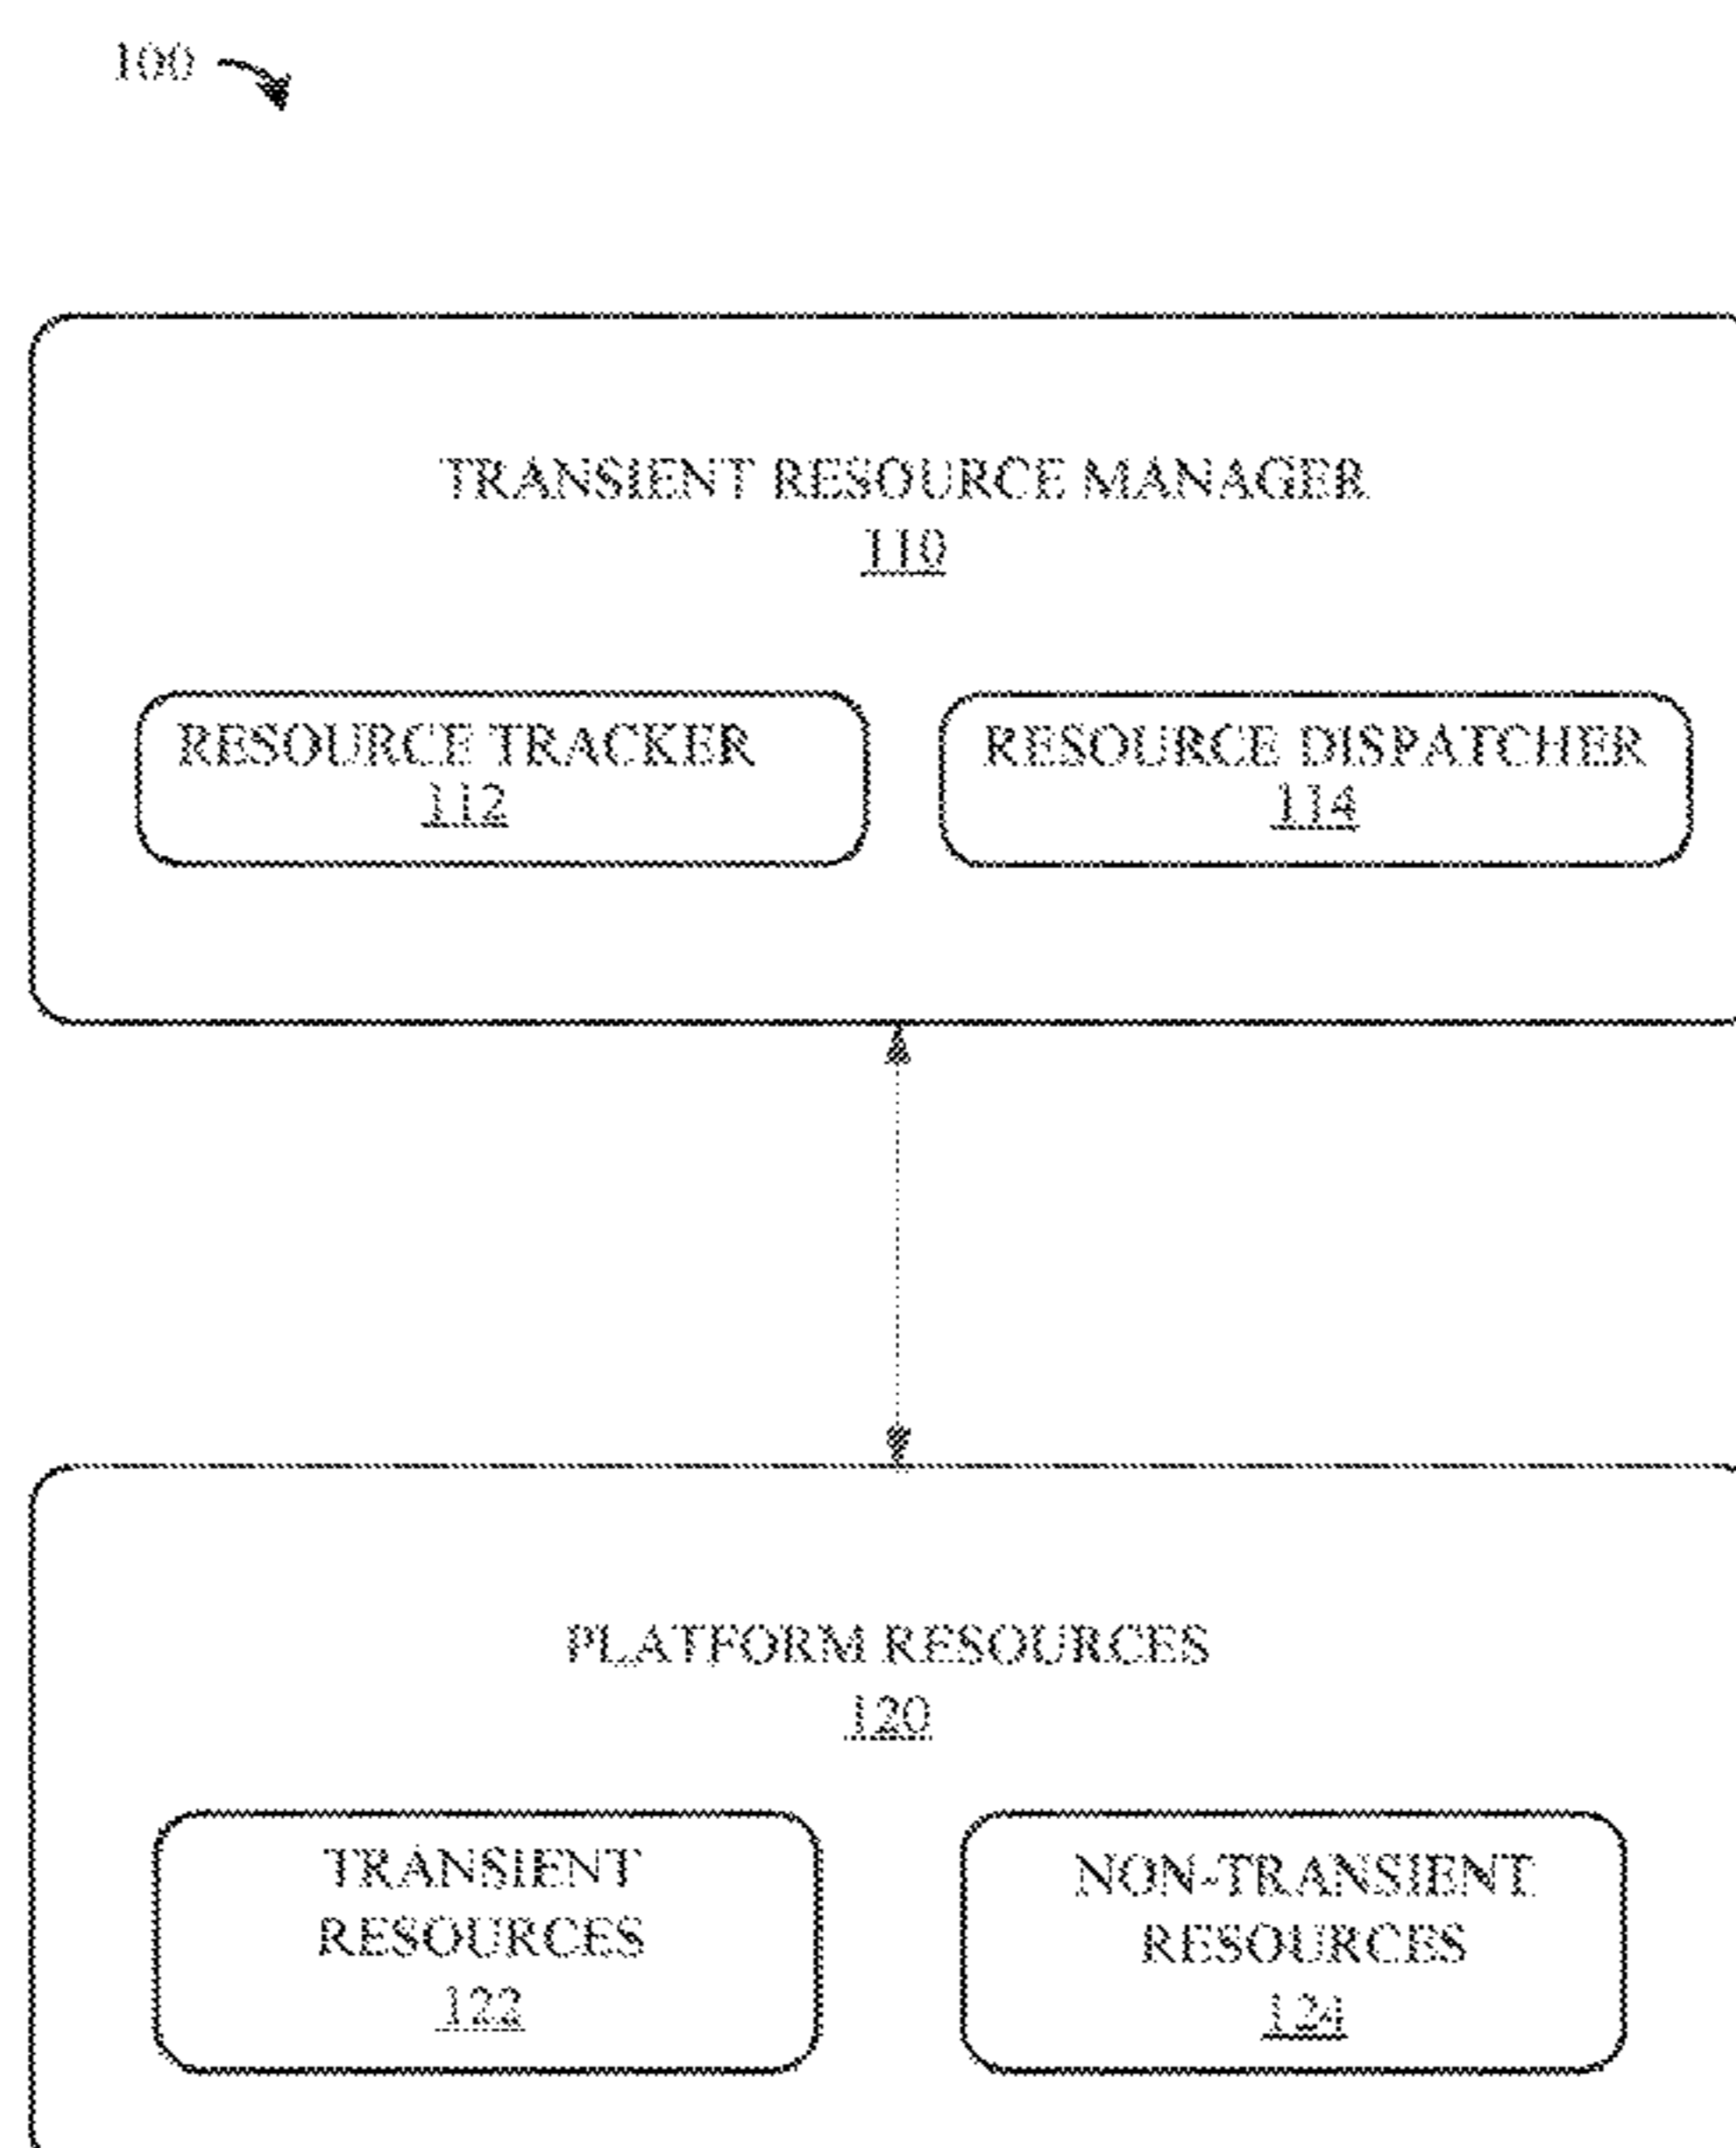 100
TRANSIENT RESOURCE MANAGER
110
RESOURCE TRACKER
112
RESOURCE DISPATCHER
114
PLATFORM RESOURCES
120
TRANSIENT
RESOURCES
122
NON-TRANSIENT
RESOURCES
124